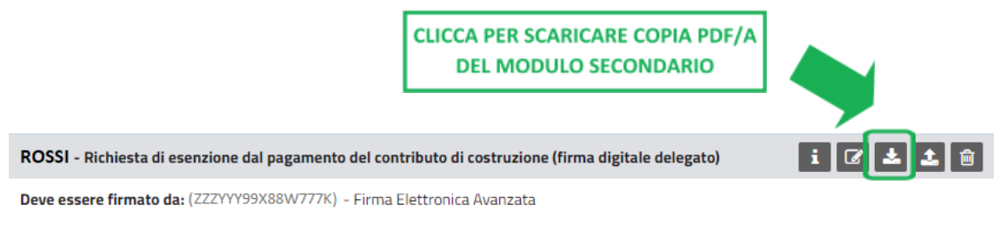 CLICCA PER SCARICARE COPIA PDF/A
DEL MODULO SECONDARIO
ROSSI - Richiesta di esenzione dal pagamento del contributo di costruzione (firma digitale delegato)
Deve essere firmato da: (ZZZYYY99X88W777K) - Firma Elettronica Avanzata